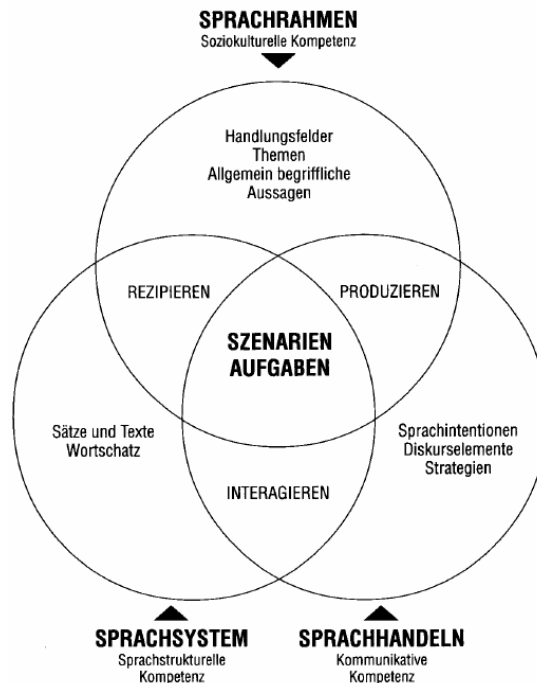 SPRACHRAHMEN
Soziokulturelle Kompetenz
Handlungsfelder
Themen
Allgemein begriffliche
Aussagen
REZIPIEREN
PRODUZIEREN
SZENARIEN
AUFGABEN
Sätze und Texte
Wortschatz
Sprachintentionen
Diskurselemente
Strategien
INTERAGIEREN
SPRACHSYSTEM
Sprachstrukturelle
Kompetenz
SPRACHHANDELN
Kommunikative
Kompetenz